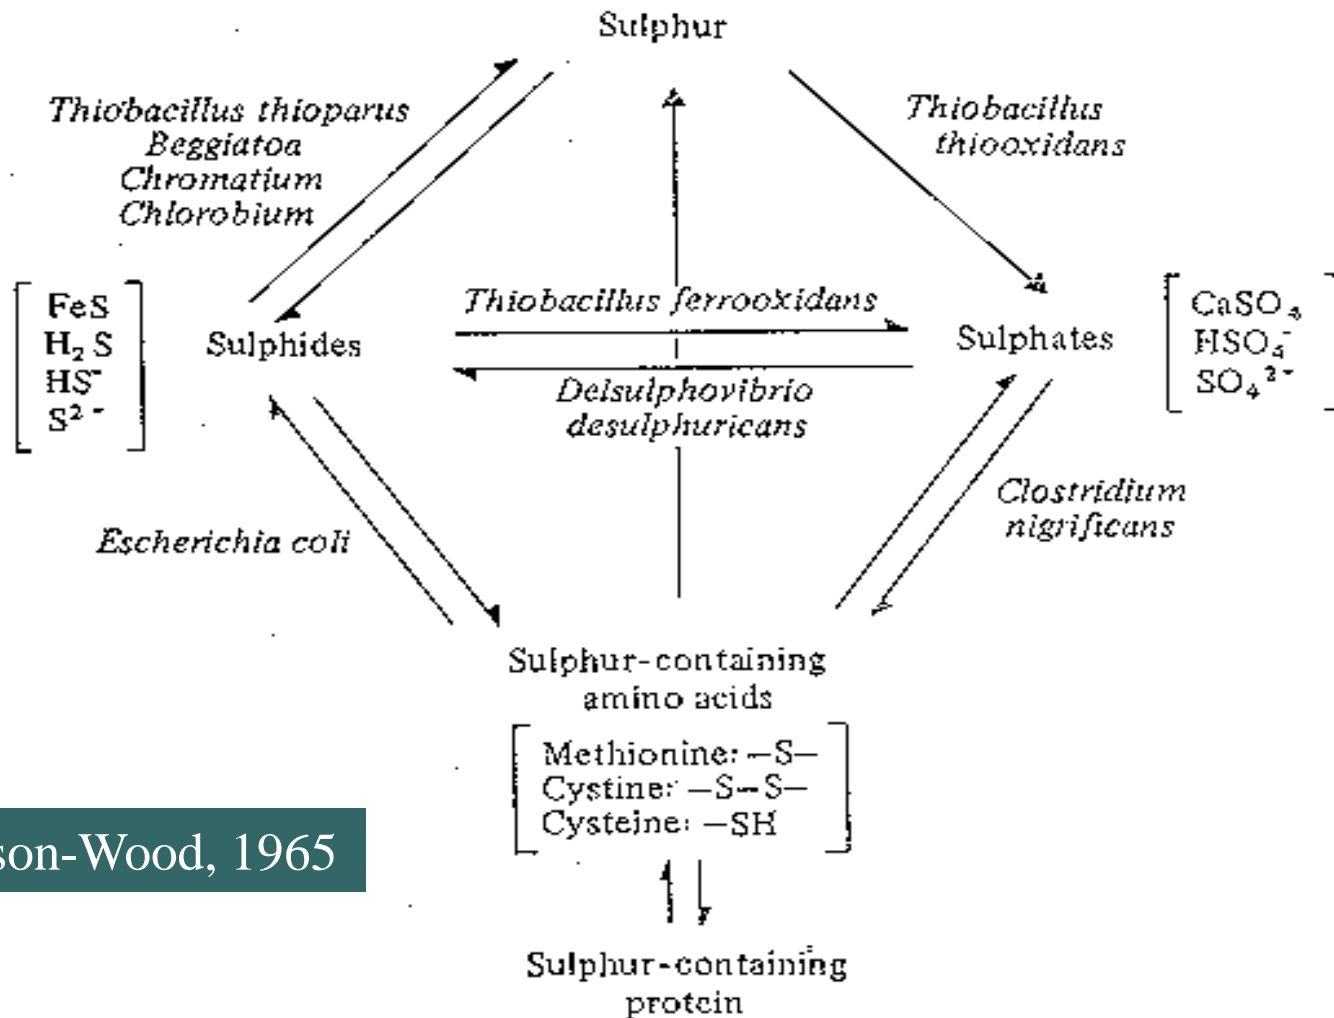 Sulphur
Thiobacillus thioparus
Beggiatoa
Chromatium
Chlorobium
Thiobacillus
thiooxidans
FeS
H₂S
HS⁻
S²⁻
Sulphides
Thiobacillus ferrooxidans
Delsulphovibrio
desulphuricans
Sulphates
CaSO₄
HSO₄⁻
SO₄²⁻
Escherichia coli
Clostridium
nigrificans
Sulphur-containing
amino acids
Methionine: —S—
Cystine: —S—S—
Cysteine: —SH
son-Wood, 1965
Sulphur-containing
protein